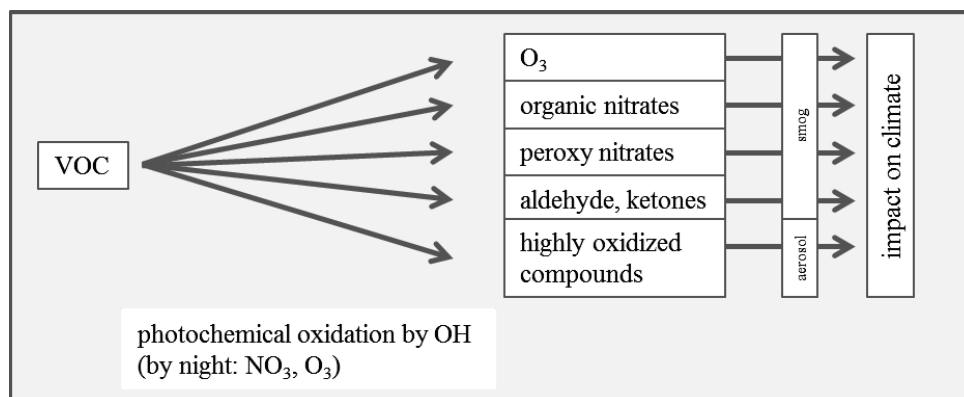 VOC
O₃
organic nitrates
peroxy nitrates
aldehyde, ketones
highly oxidized
compounds
smog
aerosol
impact on climate
photochemical oxidation by OH
(by night: NO₃, O₃)